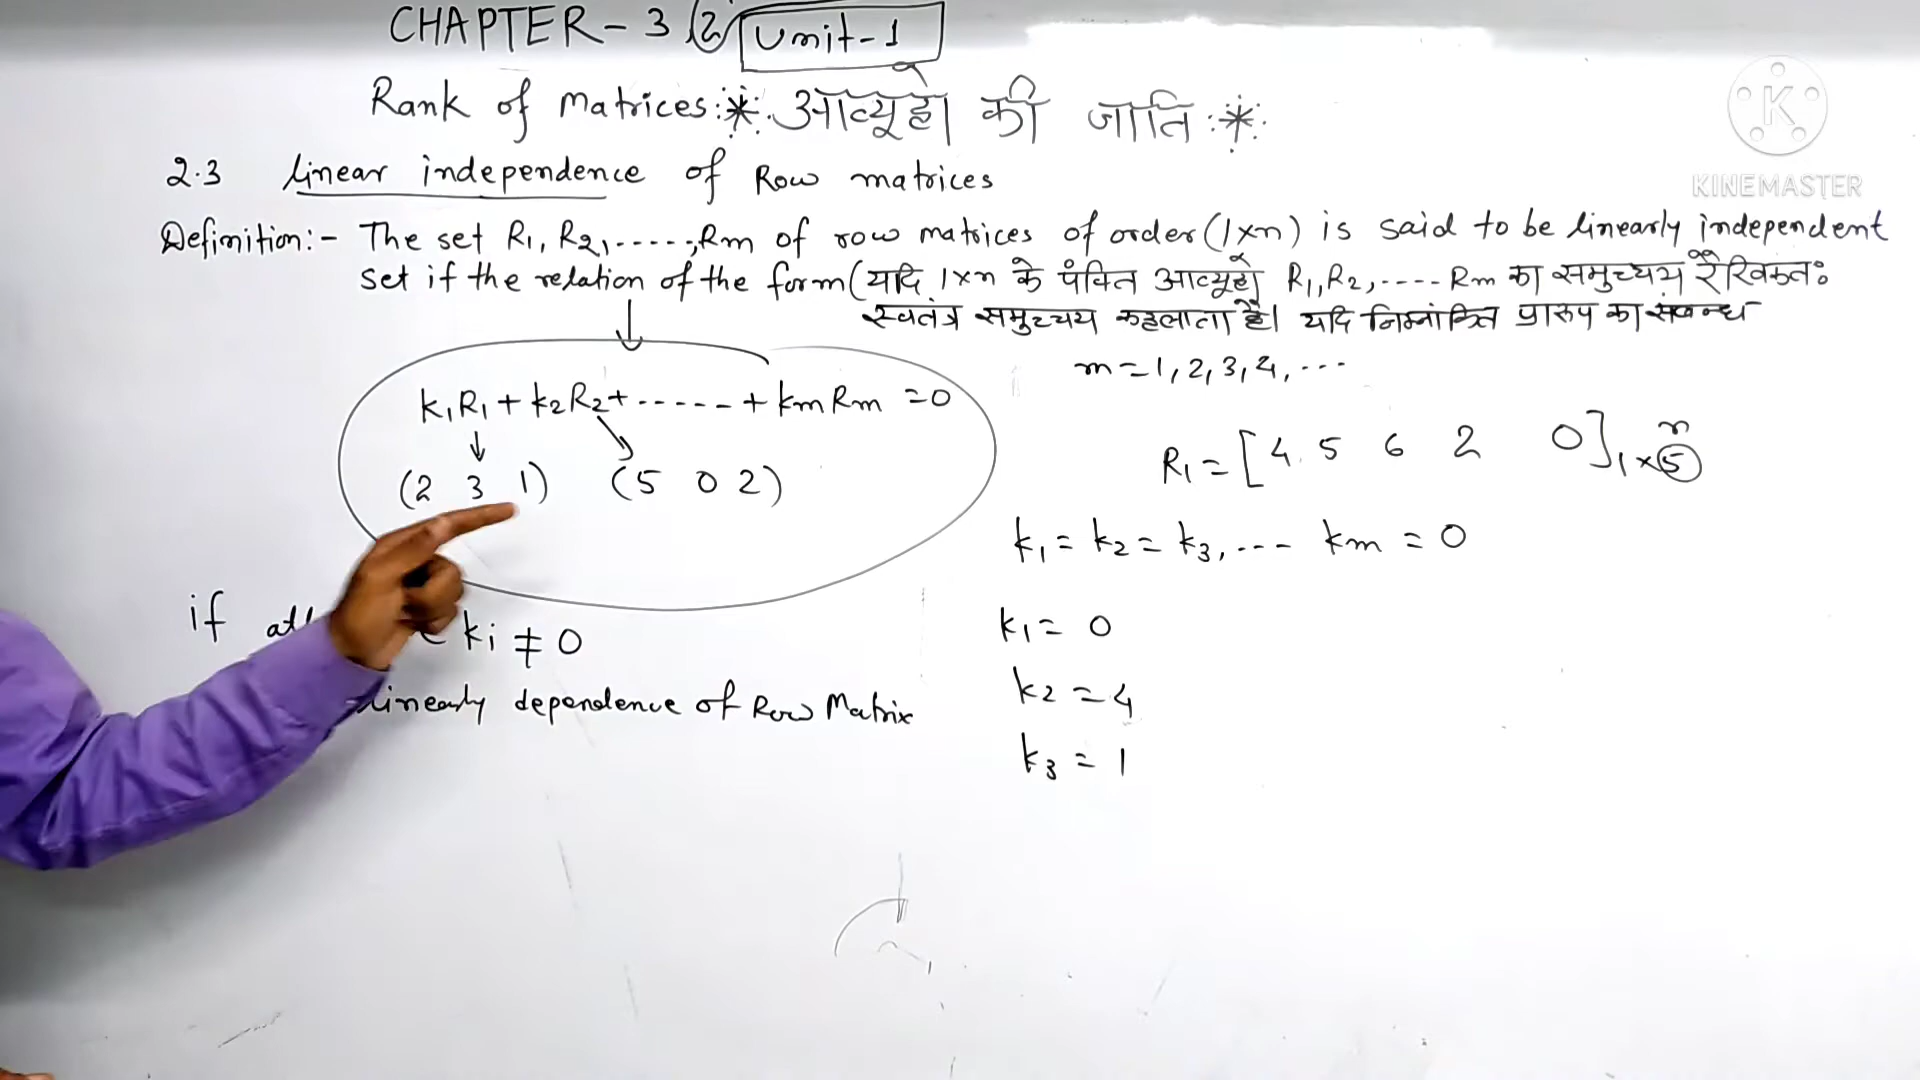 CHAPTER - 3 2 Unit-1
Rank of Matrices :*: आव्यूहों की जाति :*:
2.3 linear independence of Row matrices
Definition:- The set R₁, R₂, ....., Rm of row matrices of order (1×n) is said to be linearly independent
set if the relation of the form (यदि 1×n के पंक्ति आव्यूहों R₁,R₂,---- Rm का समुच्चय रैखिकतः
स्वतंत्र समुच्चय कहलाता है। यदि निम्नांकित प्रारूप का संबन्ध
m = 1, 2, 3, 4, ...
k₁R₁ + k₂R₂ + ----- + kmRm = 0
(2 3 1) (5 0 2)
R₁ = [4 5 6 2 0]₁×₅ n
k₁ = k₂ = k₃, --- km = 0
if ki ≠ 0
k₁ = 0
linearly dependence of Row Matrix
k₂ = 4
k₃ = 1
KINEMASTER